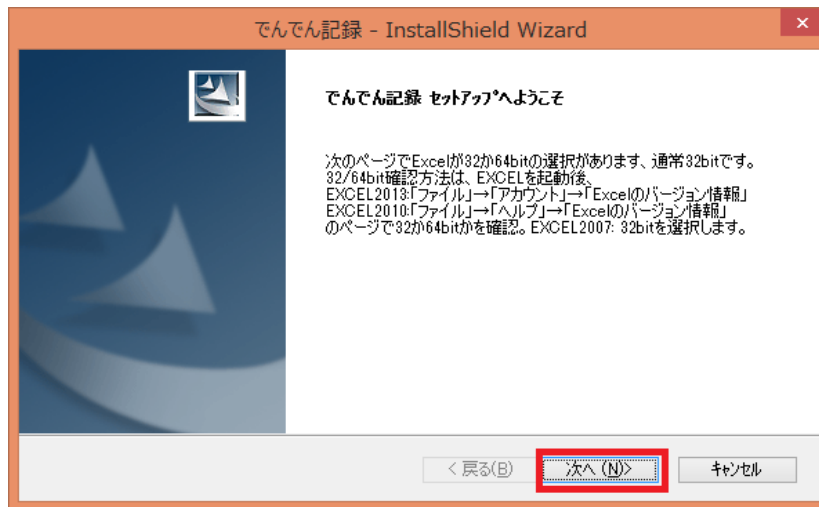 でんでん記録 - InstallShield Wizard
×
でんでん記録 ｾｯﾄｱｯﾌﾟへようこそ
次のページでExcelが32か64bitの選択があります、通常32bitです。
32/64bit確認方法は、EXCELを起動後、
EXCEL2013:｢ファイル｣→｢アカウント｣→｢Excelのバージョン情報｣
EXCEL2010:｢ファイル｣→｢ヘルプ｣→｢Excelのバージョン情報｣
のページで32か64bitかを確認。EXCEL2007: 32bitを選択します。
< 戻る(B)
次へ (N)>
ｷｬﾝｾﾙ